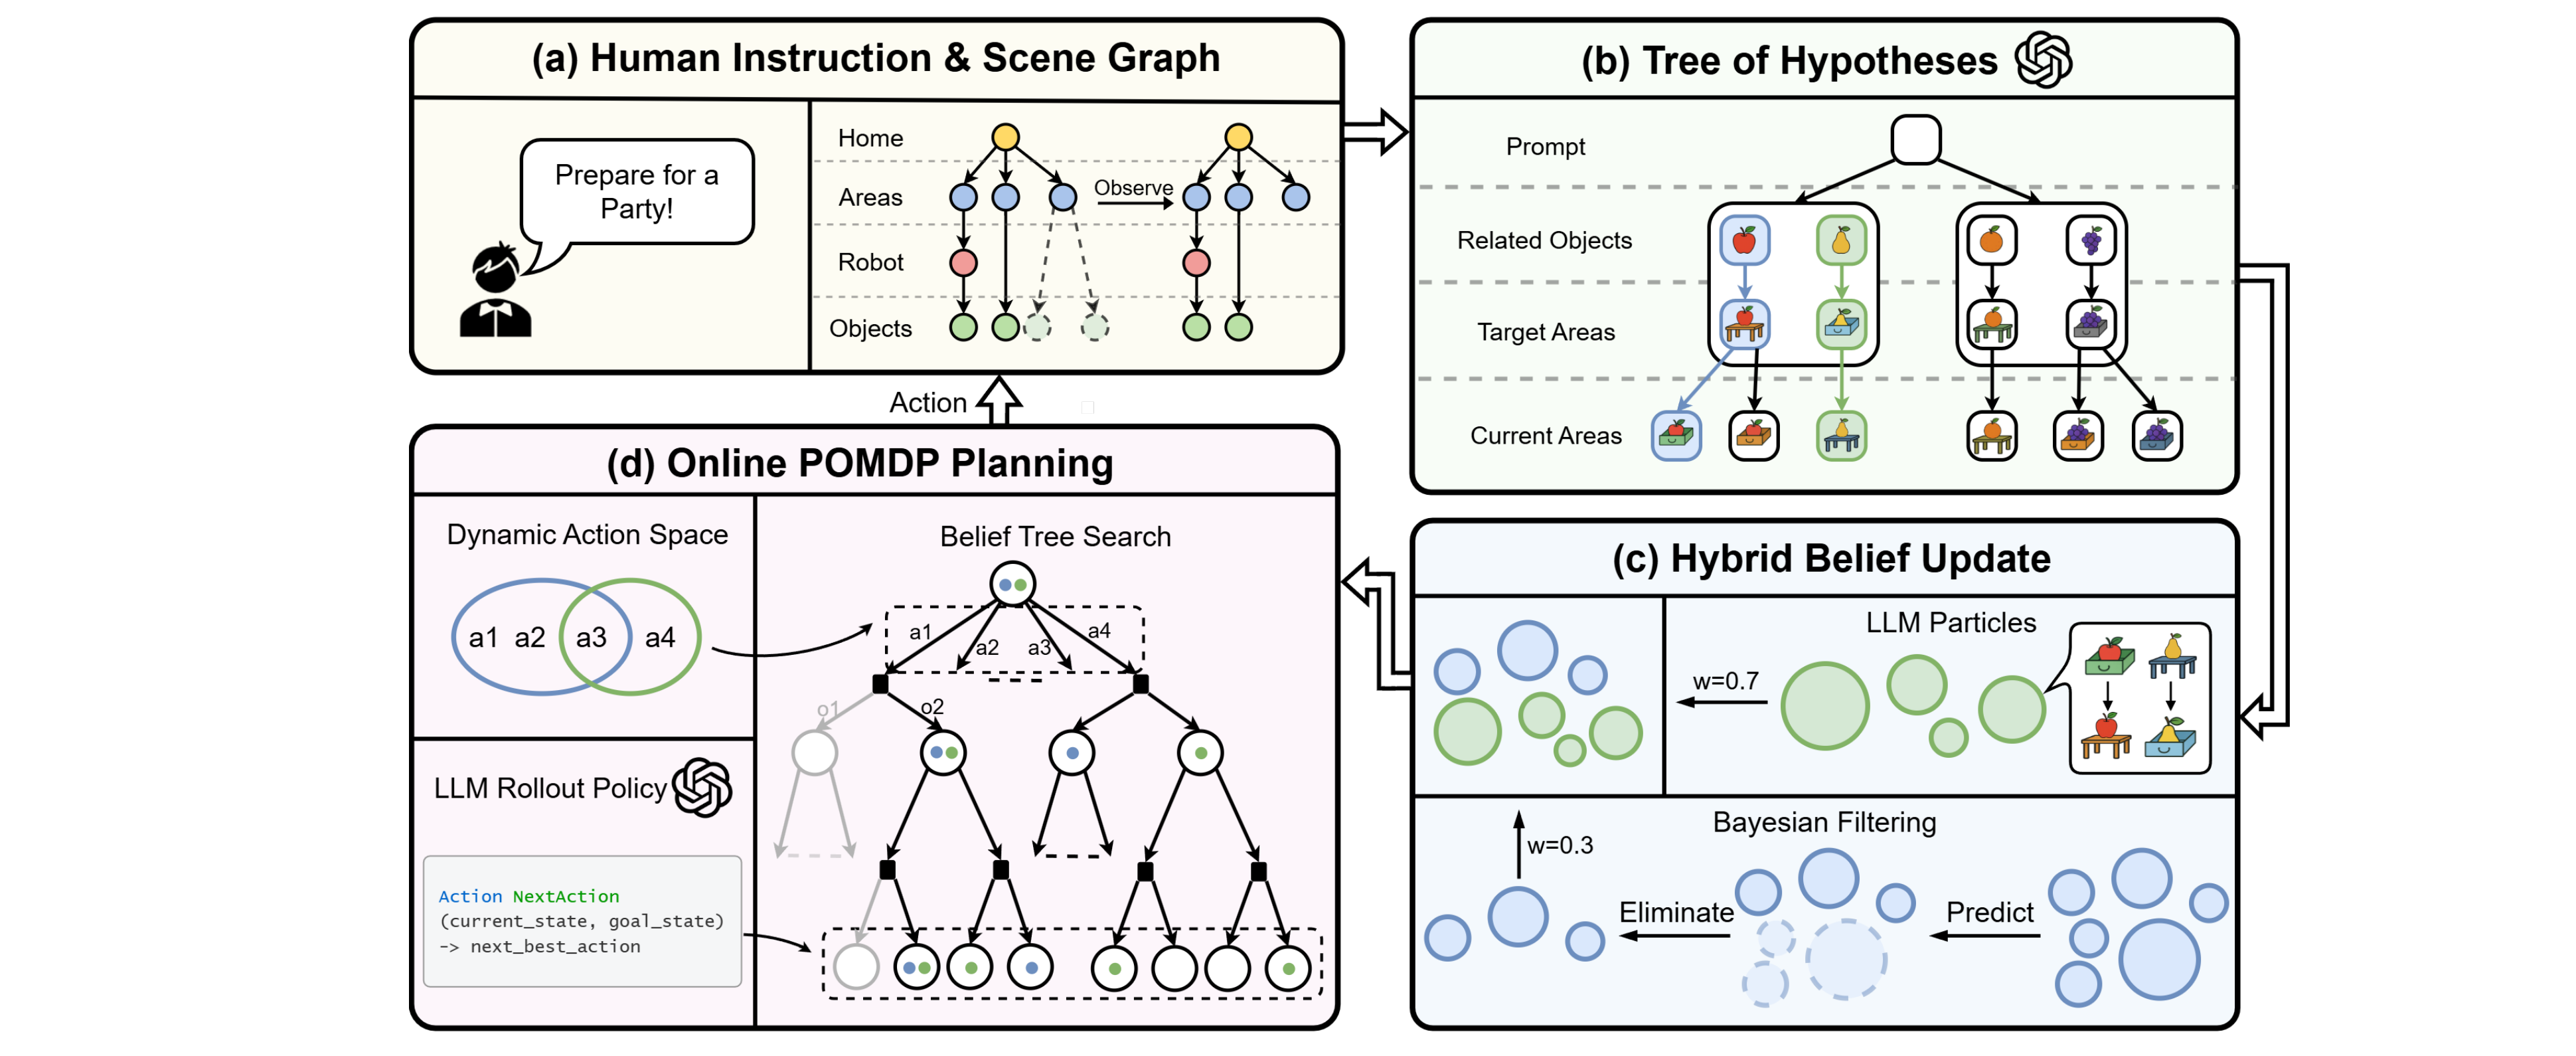 (a) Human Instruction & Scene Graph
Prepare for a
Party!
Home
Areas
Robot
Objects
Observe
(b) Tree of Hypotheses
Prompt
Related Objects
Target Areas
Current Areas
(c) Hybrid Belief Update
LLM Particles
w=0.7
Bayesian Filtering
w=0.3
Eliminate
Predict
Action
(d) Online POMDP Planning
Dynamic Action Space
a1 a2 a3 a4
LLM Rollout Policy
Action NextAction
(current_state, goal_state)
-> next_best_action
Belief Tree Search
a1
a2
a3
a4
o1
o2